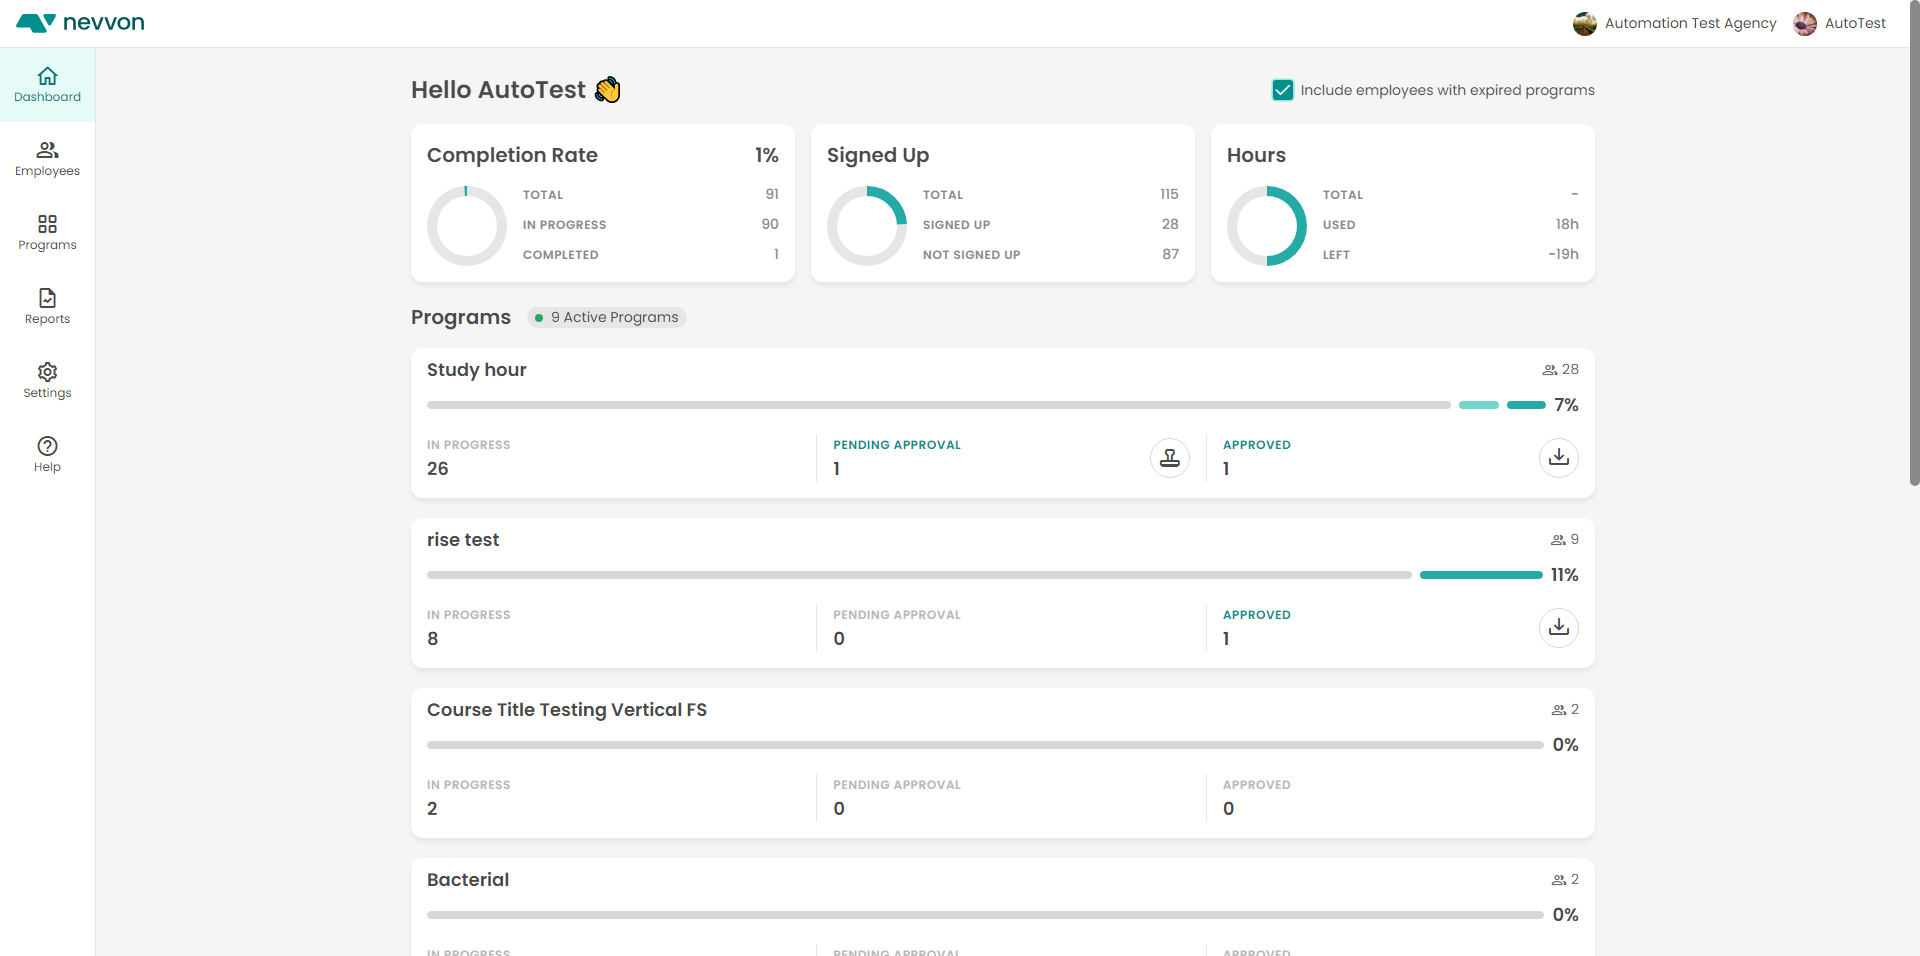 nevvon
Automation Test Agency
AutoTest
Dashboard
Employees
Programs
Reports
Settings
Help
Hello AutoTest 👋
Include employees with expired programs
Completion Rate 1%
TOTAL 91
IN PROGRESS 90
COMPLETED 1
Signed Up
TOTAL 115
SIGNED UP 28
NOT SIGNED UP 87
Hours
TOTAL -
USED 18h
LEFT -19h
Programs
9 Active Programs
Study hour 28
7%
IN PROGRESS
26
PENDING APPROVAL
1
APPROVED
1
rise test 9
11%
IN PROGRESS
8
PENDING APPROVAL
0
APPROVED
1
Course Title Testing Vertical FS 2
0%
IN PROGRESS
2
PENDING APPROVAL
0
APPROVED
0
Bacterial 2
0%
IN PROGRESS
PENDING APPROVAL
APPROVED